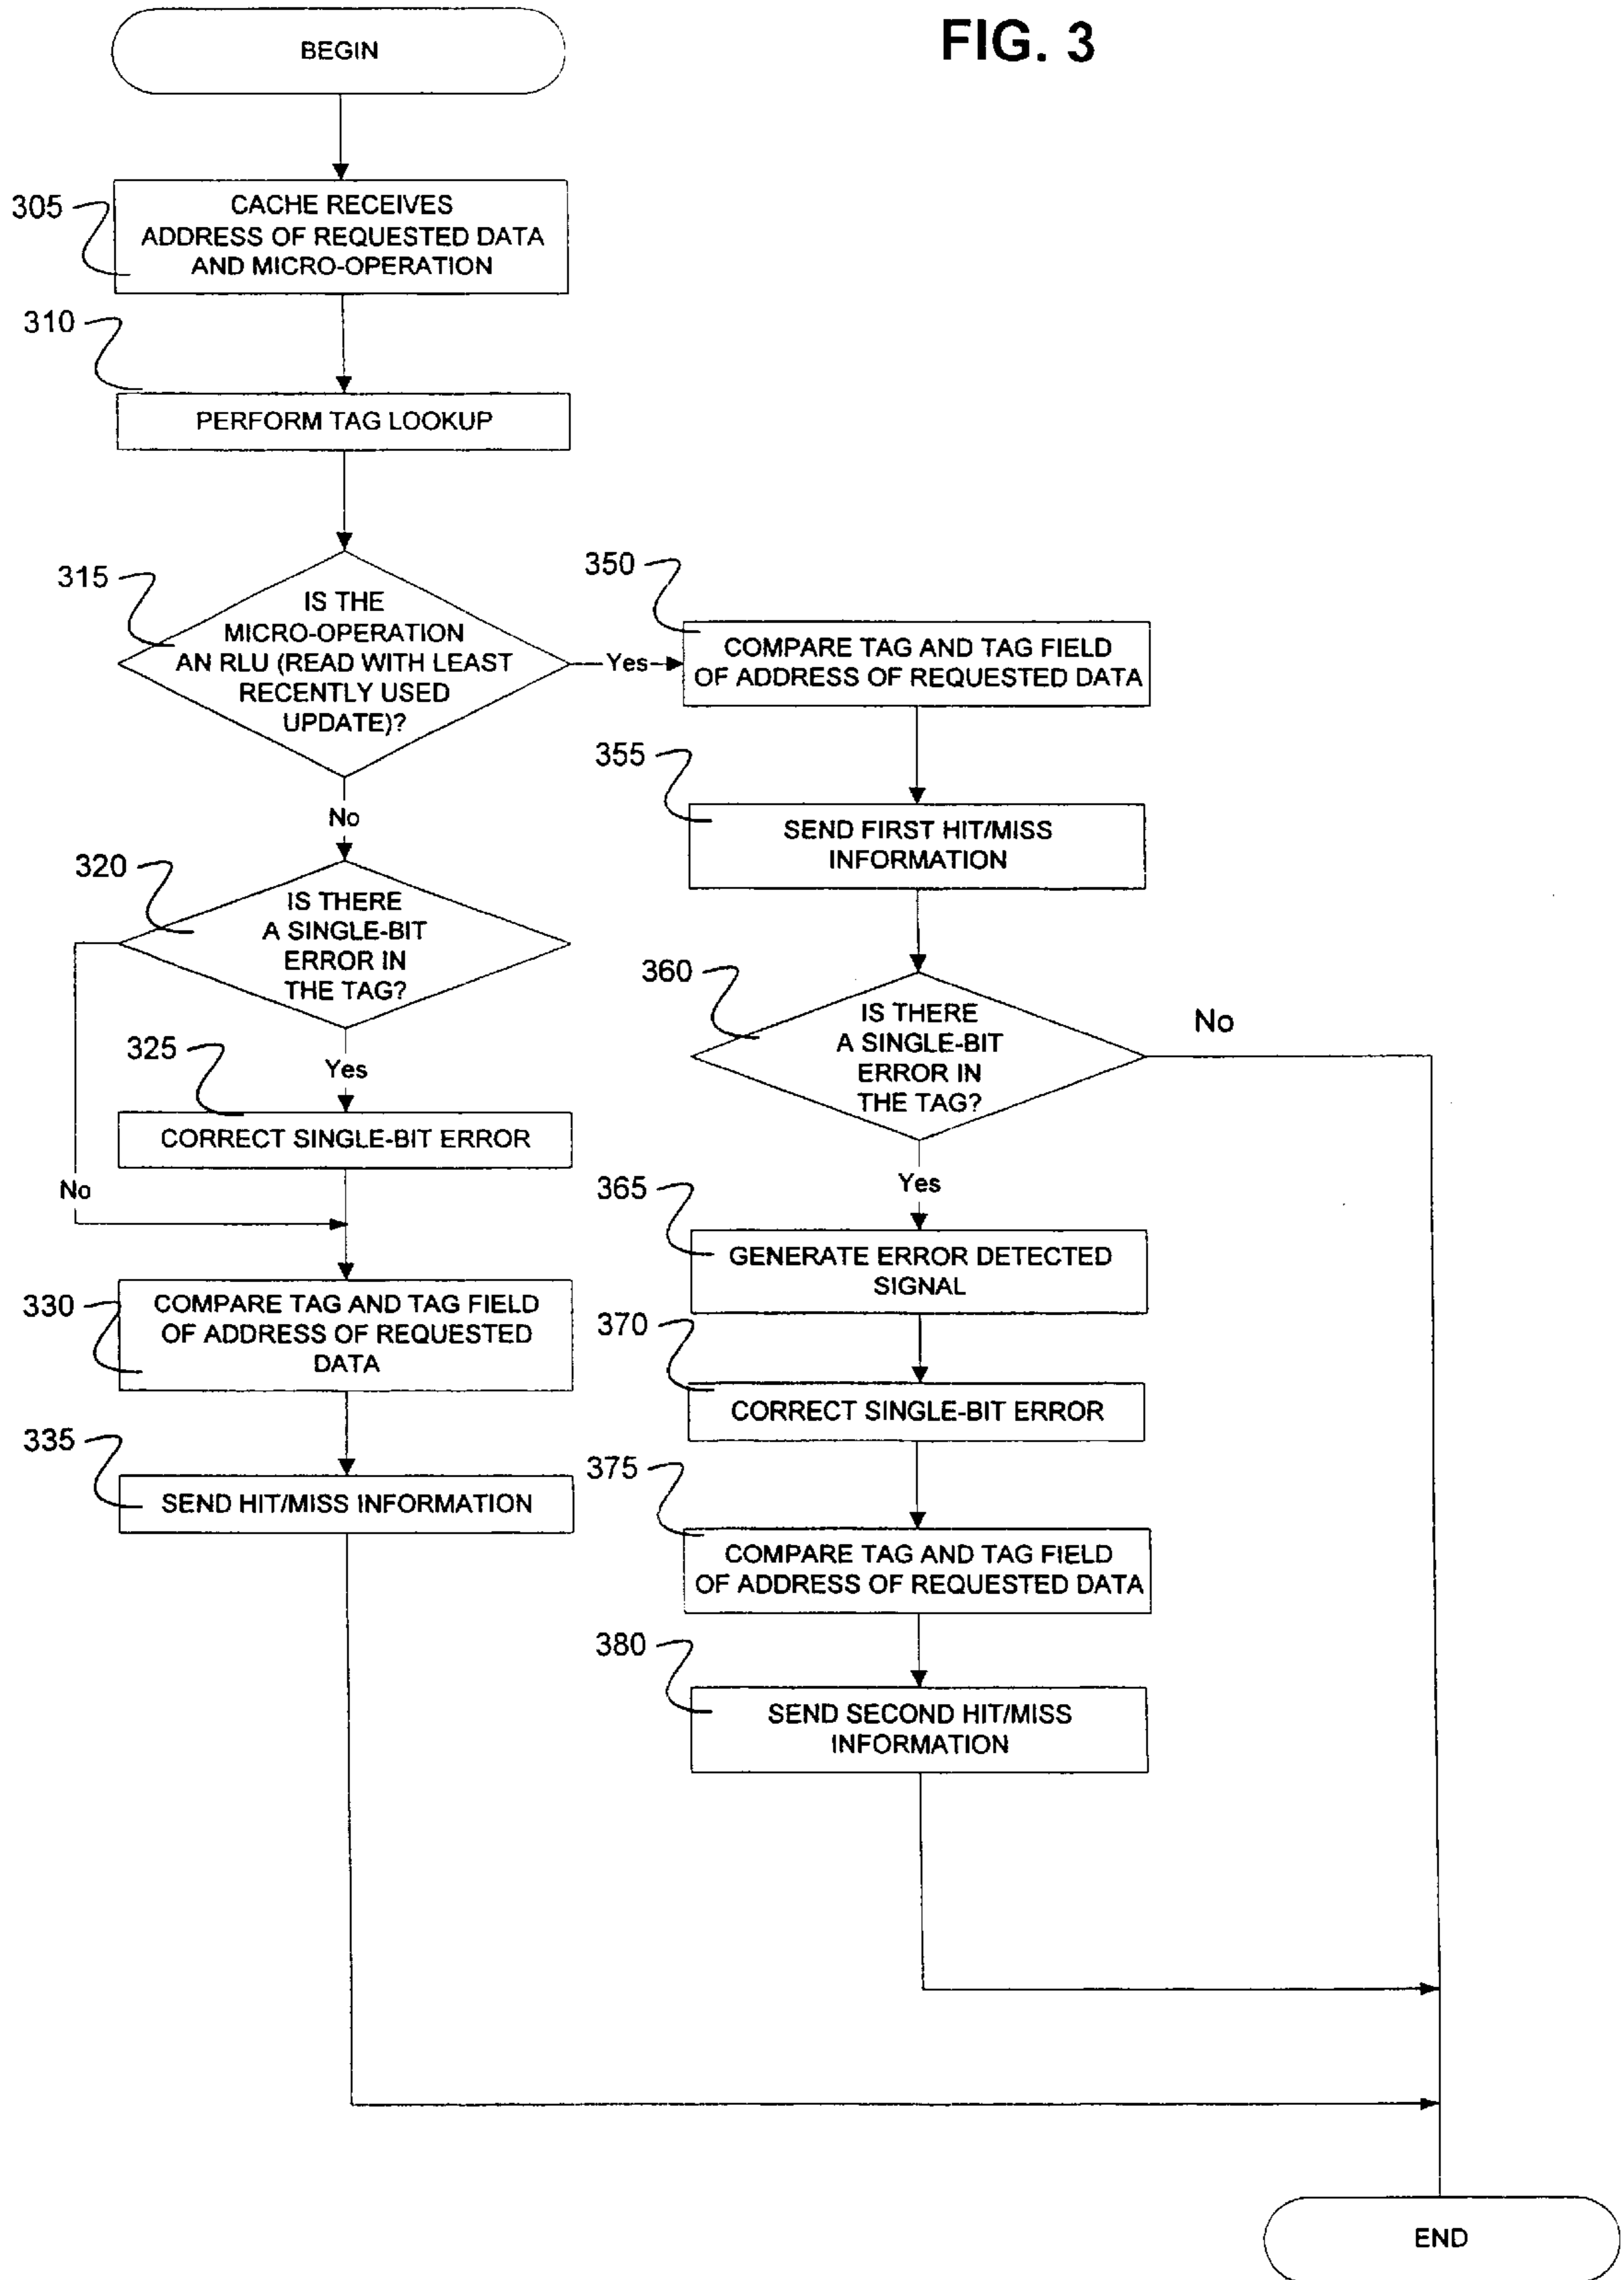 FIG. 3
BEGIN
305
CACHE RECEIVES
ADDRESS OF REQUESTED DATA
AND MICRO-OPERATION
310
PERFORM TAG LOOKUP
315
IS THE
MICRO-OPERATION
AN RLU (READ WITH LEAST
RECENTLY USED
UPDATE)?
Yes
No
320
IS THERE
A SINGLE-BIT
ERROR IN
THE TAG?
Yes
No
325
CORRECT SINGLE-BIT ERROR
330
COMPARE TAG AND TAG FIELD
OF ADDRESS OF REQUESTED
DATA
335
SEND HIT/MISS INFORMATION
350
COMPARE TAG AND TAG FIELD
OF ADDRESS OF REQUESTED DATA
355
SEND FIRST HIT/MISS
INFORMATION
360
IS THERE
A SINGLE-BIT
ERROR IN
THE TAG?
No
Yes
365
GENERATE ERROR DETECTED
SIGNAL
370
CORRECT SINGLE-BIT ERROR
375
COMPARE TAG AND TAG FIELD
OF ADDRESS OF REQUESTED DATA
380
SEND SECOND HIT/MISS
INFORMATION
END